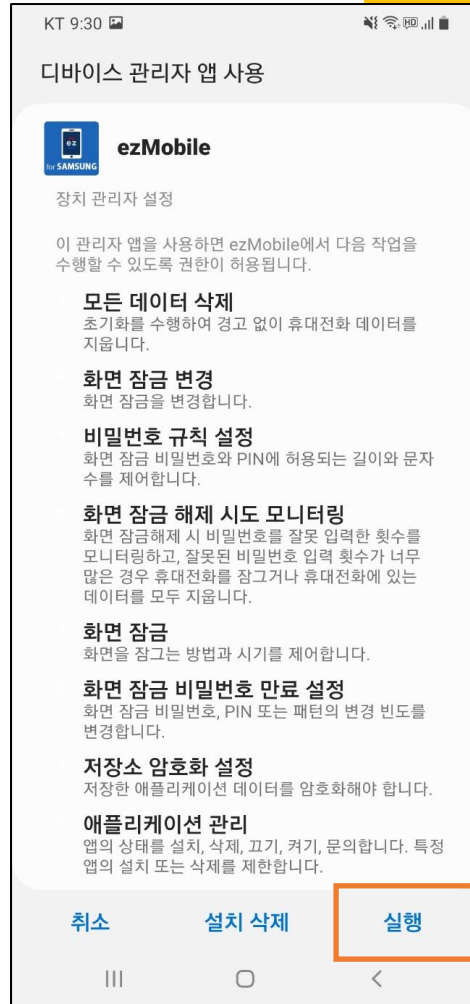 KT 9:30
디바이스 관리자 앱 사용
ez
for SAMSUNG
ezMobile
장치 관리자 설정
이 관리자 앱을 사용하면 ezMobile에서 다음 작업을
수행할 수 있도록 권한이 허용됩니다.
모든 데이터 삭제
초기화를 수행하여 경고 없이 휴대전화 데이터를
지웁니다.
화면 잠금 변경
화면 잠금을 변경합니다.
비밀번호 규칙 설정
화면 잠금 비밀번호와 PIN에 허용되는 길이와 문자
수를 제어합니다.
화면 잠금 해제 시도 모니터링
화면 잠금해제 시 비밀번호를 잘못 입력한 횟수를
모니터링하고, 잘못된 비밀번호 입력 횟수가 너무
많은 경우 휴대전화를 잠그거나 휴대전화에 있는
데이터를 모두 지웁니다.
화면 잠금
화면을 잠그는 방법과 시기를 제어합니다.
화면 잠금 비밀번호 만료 설정
화면 잠금 비밀번호, PIN 또는 패턴의 변경 빈도를
변경합니다.
저장소 암호화 설정
저장한 애플리케이션 데이터를 암호화해야 합니다.
애플리케이션 관리
앱의 상태를 설치, 삭제, 끄기, 켜기, 문의합니다. 특정
앱의 설치 또는 삭제를 제한합니다.
취소 설치 삭제 실행